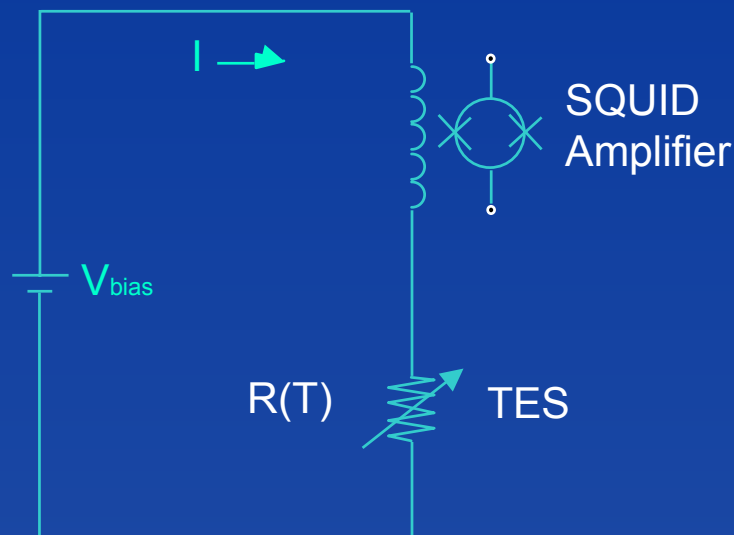 I
SQUID
Amplifier
Vbias
R(T)
TES